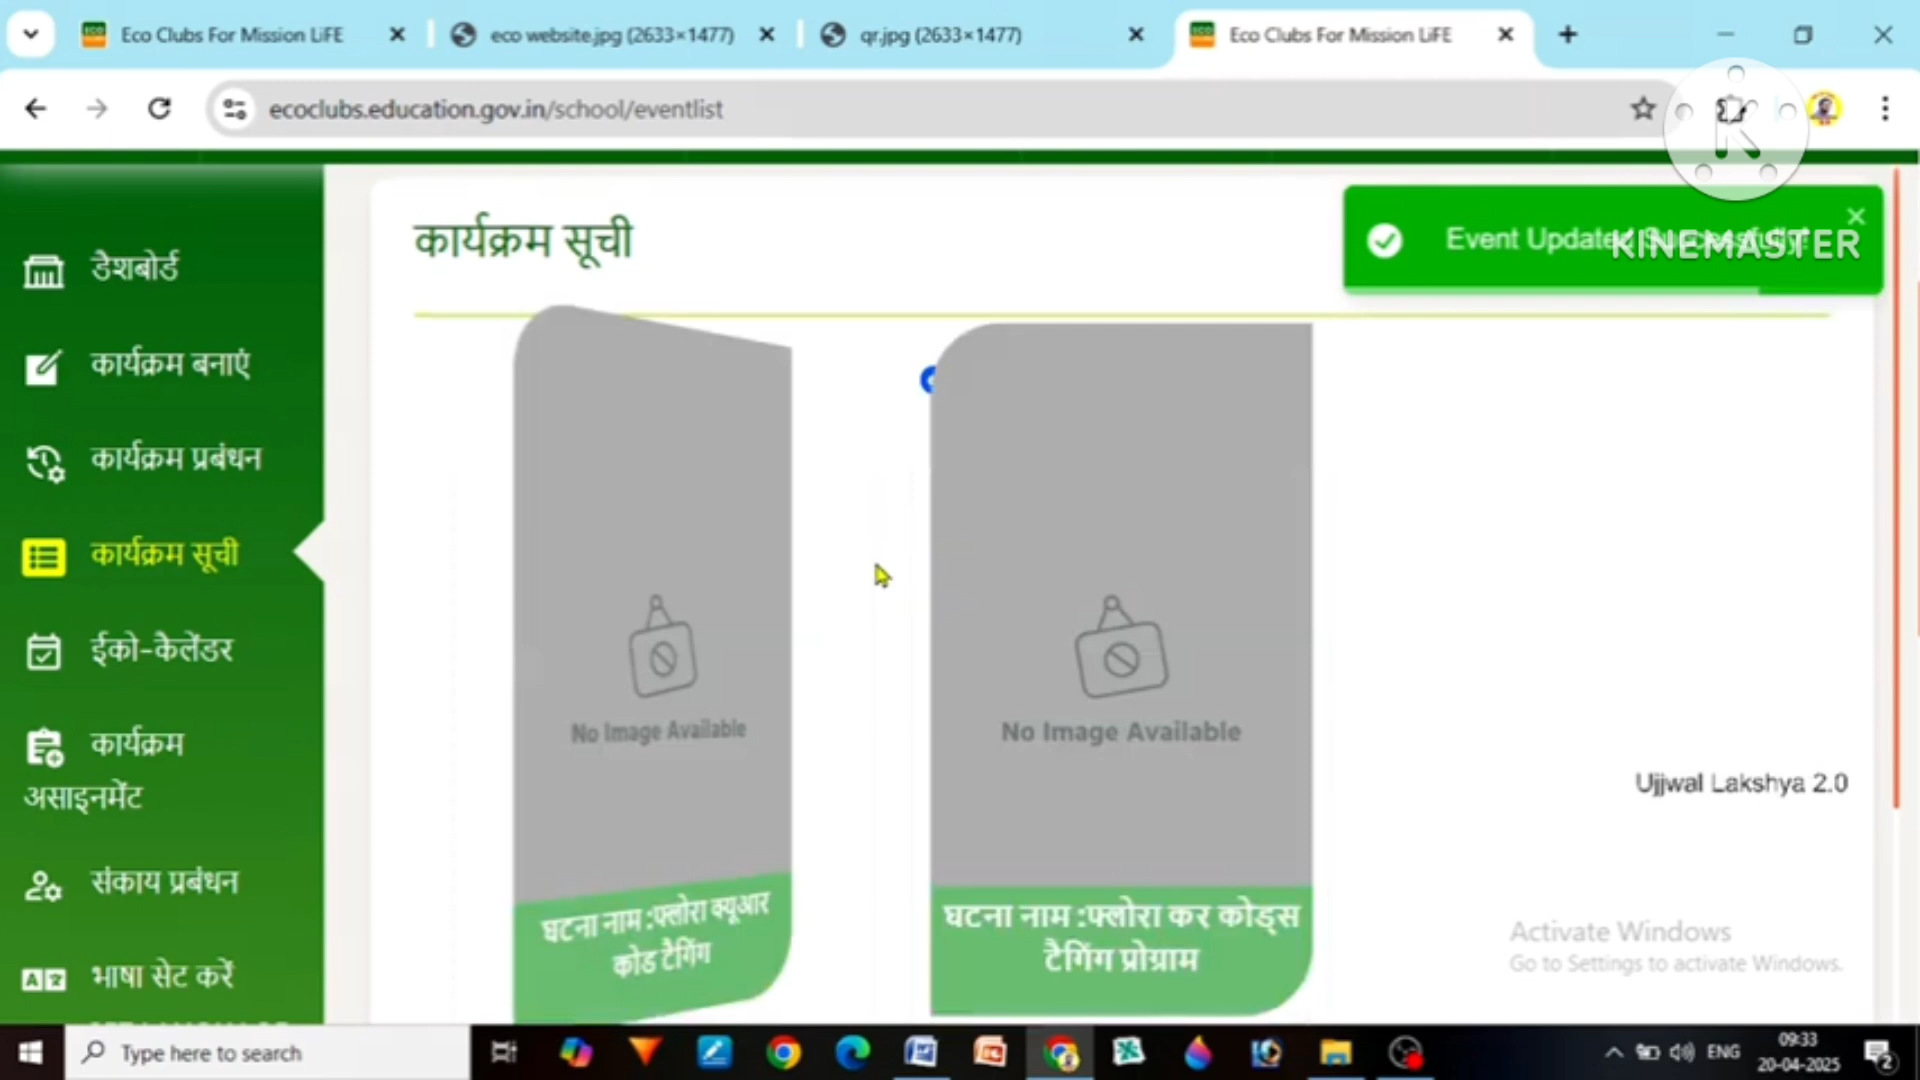 Eco Clubs For Mission LiFE
eco website.jpg (2633×1477)
qr.jpg (2633×1477)
Eco Clubs For Mission LiFE
ecoclubs.education.gov.in/school/eventlist
डैशबोर्ड
कार्यक्रम बनाएं
कार्यक्रम प्रबंधन
कार्यक्रम सूची
ईको-कैलेंडर
कार्यक्रम
असाइनमेंट
संकाय प्रबंधन
भाषा सेट करें
कार्यक्रम सूची
Event Updated Successfully!
KINEMASTER
No Image Available
घटना नाम :फ्लोरा क्यूआर
कोड टैगिंग
No Image Available
घटना नाम :फ्लोरा कर कोड्स
टैगिंग प्रोग्राम
Ujjwal Lakshya 2.0
Activate Windows
Go to Settings to activate Windows.
Type here to search
ENG
09:33
20-04-2025
2